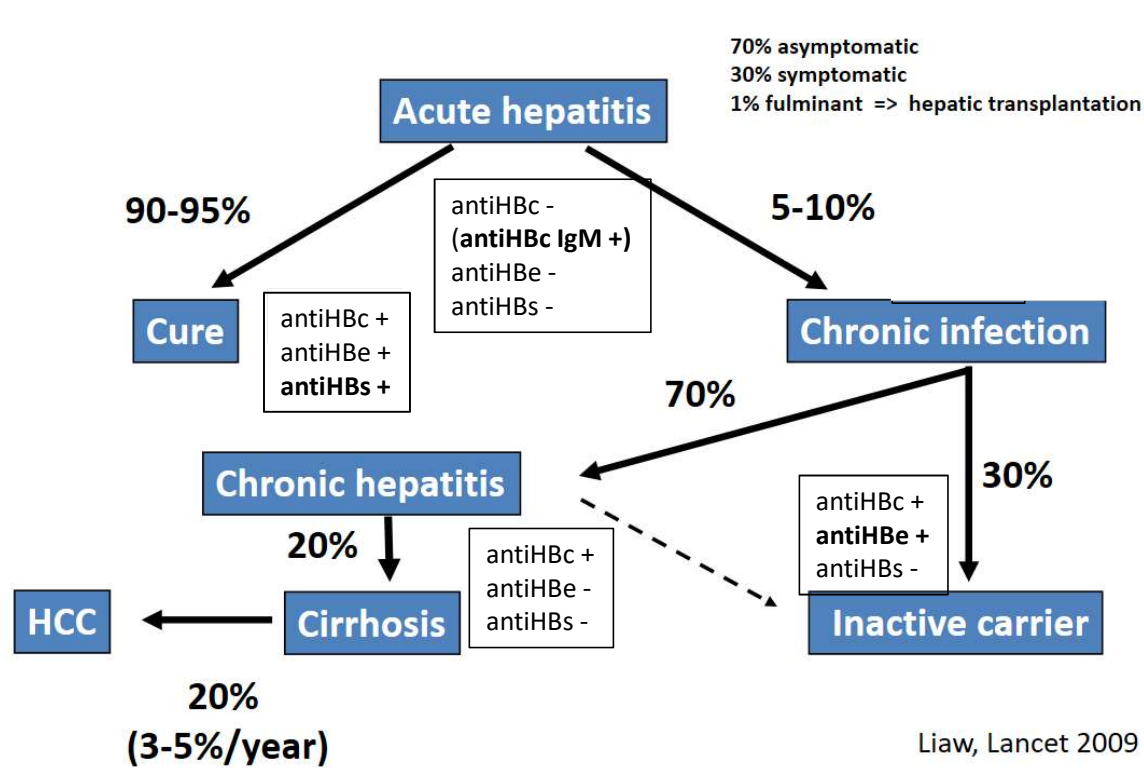 70% asymptomatic
30% symptomatic
1% fulminant => hepatic transplantation
Acute hepatitis
90-95%
antiHBc -
(antiHBc IgM +)
antiHBe -
antiHBs -
5-10%
Cure
antiHBc +
antiHBe +
antiHBs +
Chronic infection
70%
30%
Chronic hepatitis
20%
antiHBc +
antiHBe -
antiHBs -
antiHBc +
antiHBe +
antiHBs -
HCC
Cirrhosis
Inactive carrier
20%
(3-5%/year)
Liaw, Lancet 2009